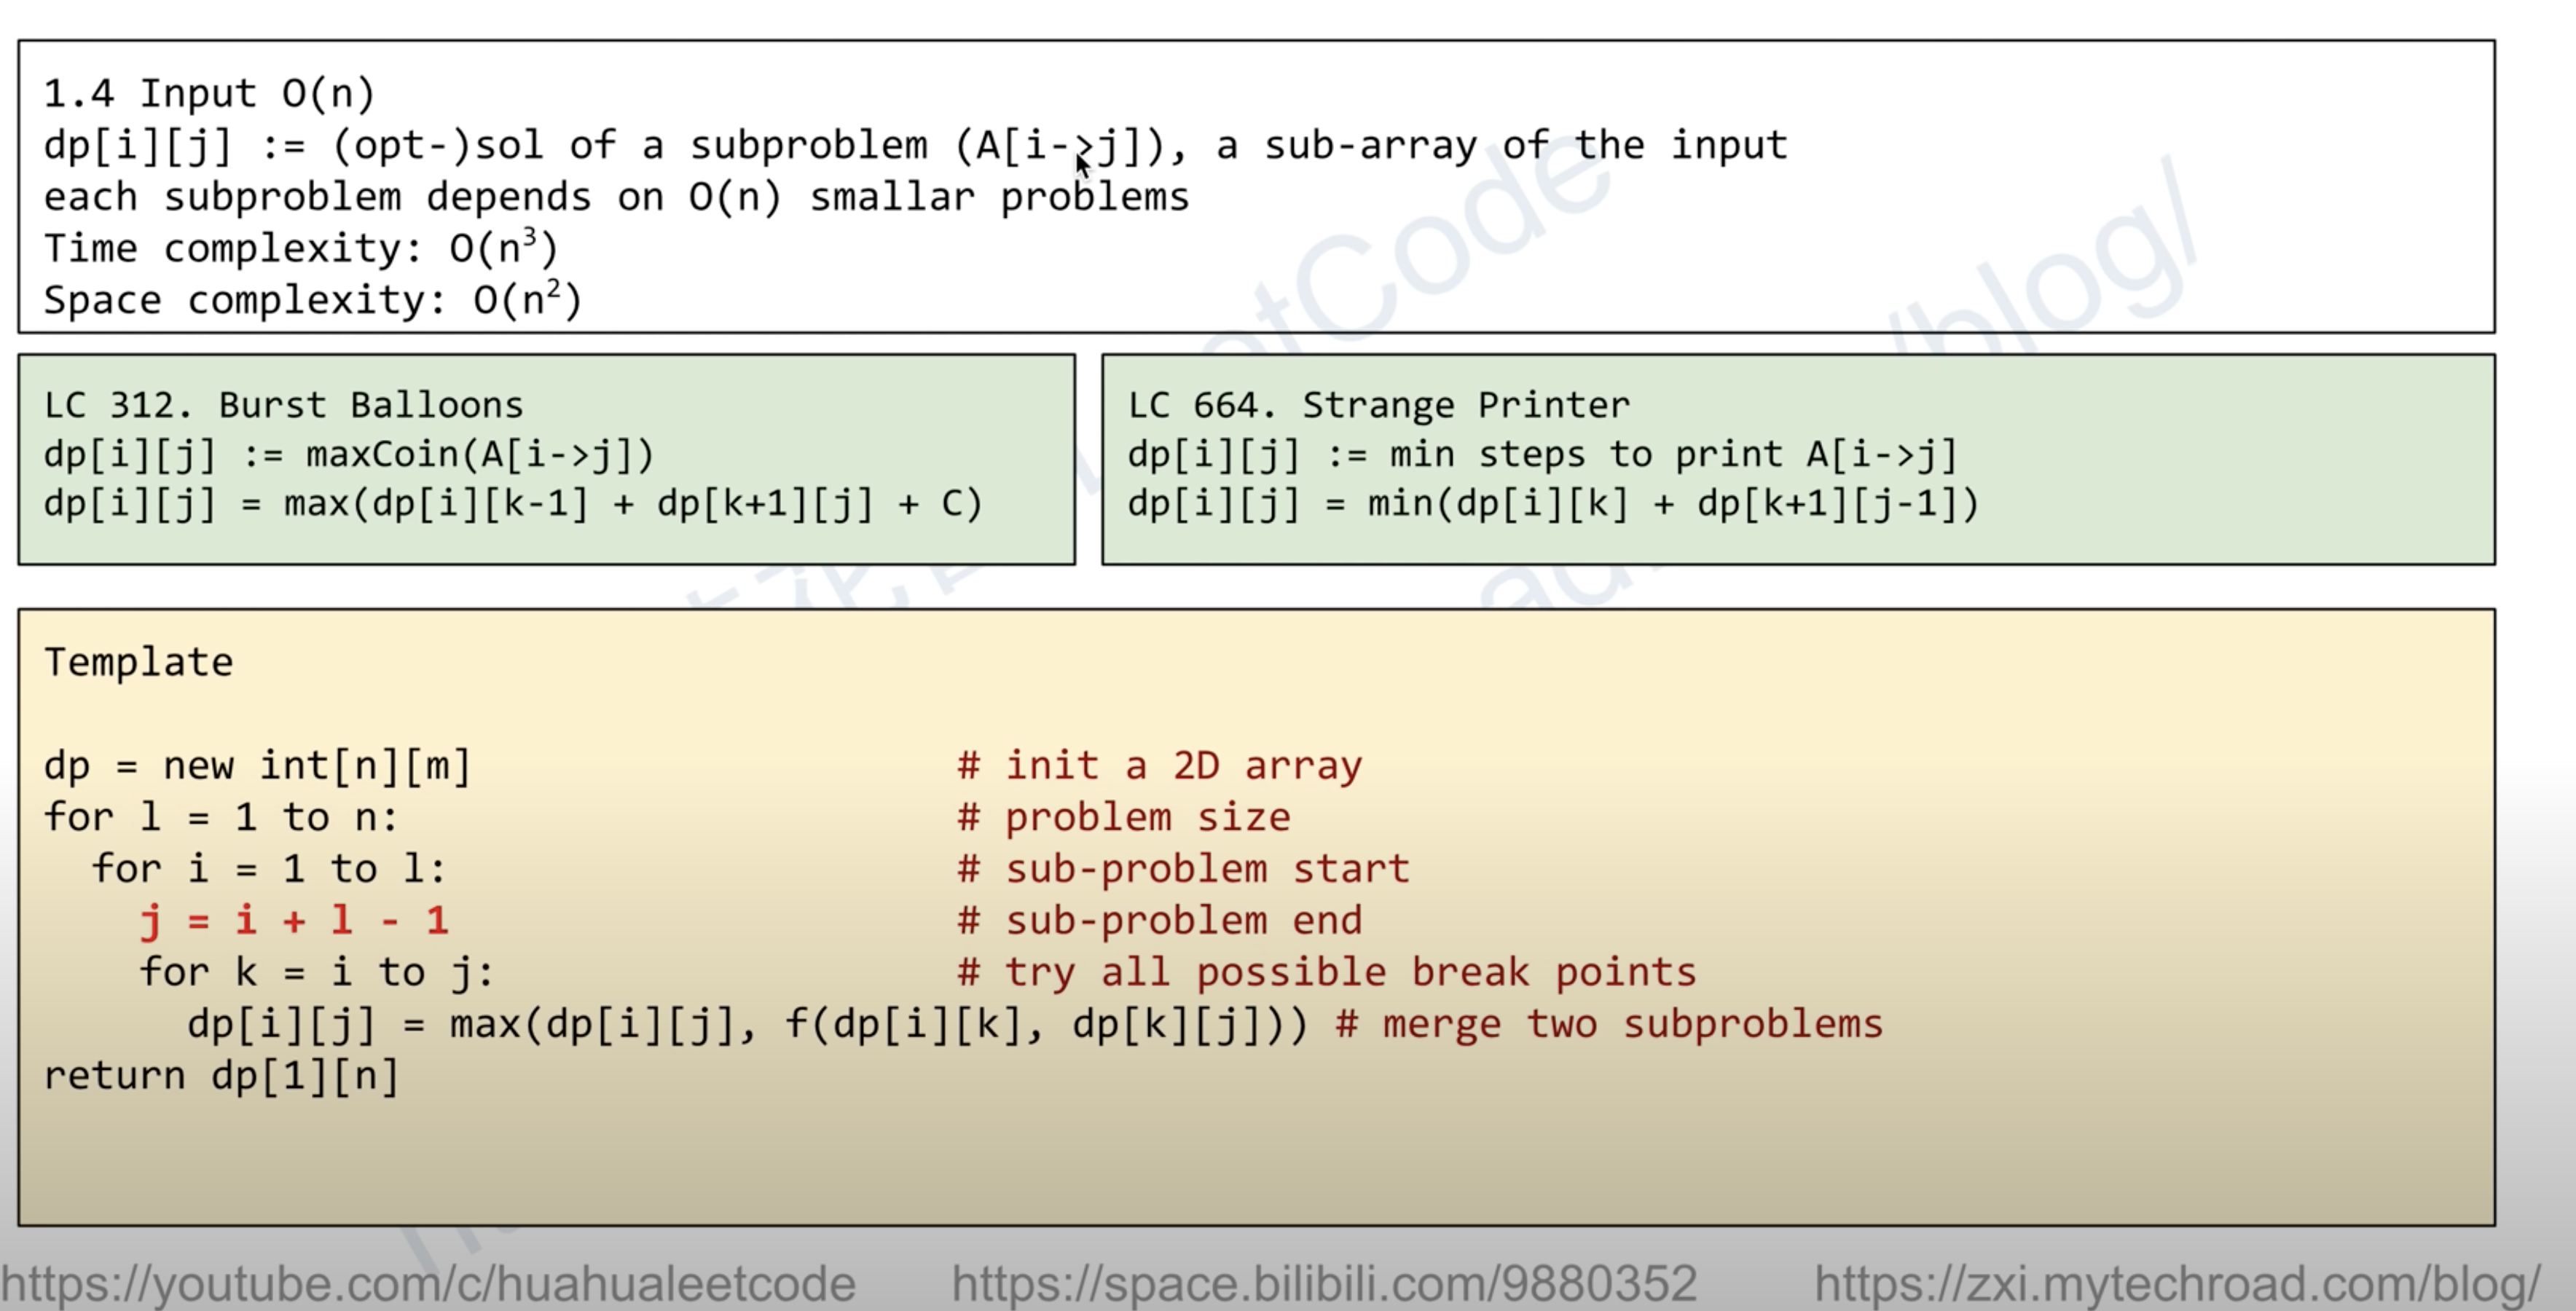 1.4 Input O(n)
dp[i][j] := (opt-)sol of a subproblem (A[i->j]), a sub-array of the input
each subproblem depends on O(n) smallar problems
Time complexity: O(n³)
Space complexity: O(n²)
LC 312. Burst Balloons
dp[i][j] := maxCoin(A[i->j])
dp[i][j] = max(dp[i][k-1] + dp[k+1][j] + C)
LC 664. Strange Printer
dp[i][j] := min steps to print A[i->j]
dp[i][j] = min(dp[i][k] + dp[k+1][j-1])
Template
dp = new int[n][m] # init a 2D array
for l = 1 to n: # problem size
for i = 1 to l: # sub-problem start
j = i + l - 1 # sub-problem end
for k = i to j: # try all possible break points
dp[i][j] = max(dp[i][j], f(dp[i][k], dp[k][j])) # merge two subproblems
return dp[1][n]
https://youtube.com/c/huahualeetcode https://space.bilibili.com/9880352 https://zxi.mytechroad.com/blog/